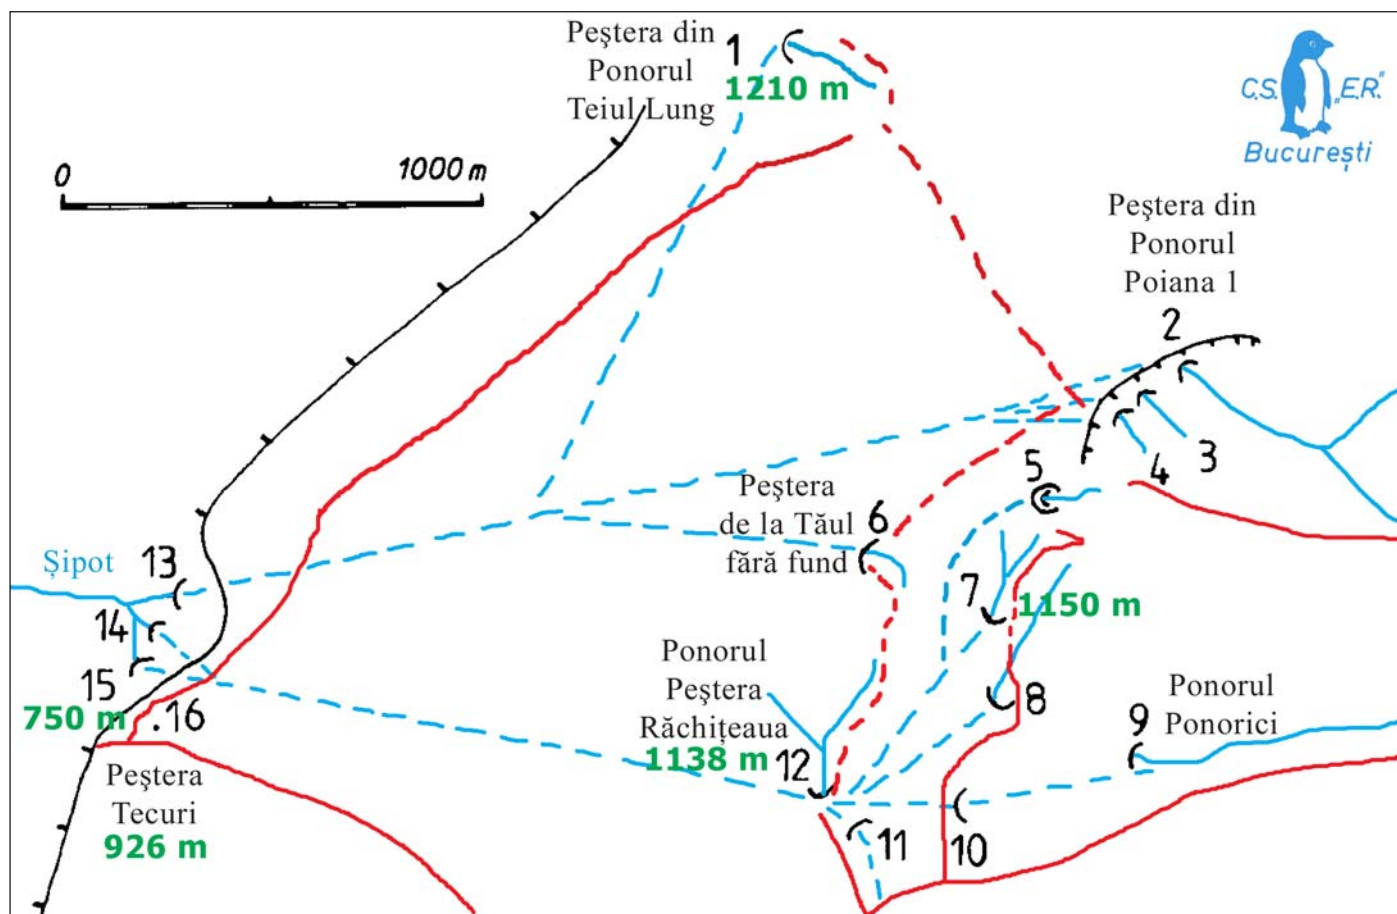 Peştera din
Ponorul
Teiul Lung
1
1210 m
C.S. „E.R.”
Bucureşti
0
1000 m
Peştera din
Ponorul
Poiana 1
2
3
4
5
Peştera
de la Tăul
fără fund
6
Șipot
13
14
15
750 m
.16
7
1150 m
Ponorul
Peştera
Răchițeaua
1138 m
12
8
9
Ponorul
Ponorici
Peştera
Tecuri
926 m
11
10